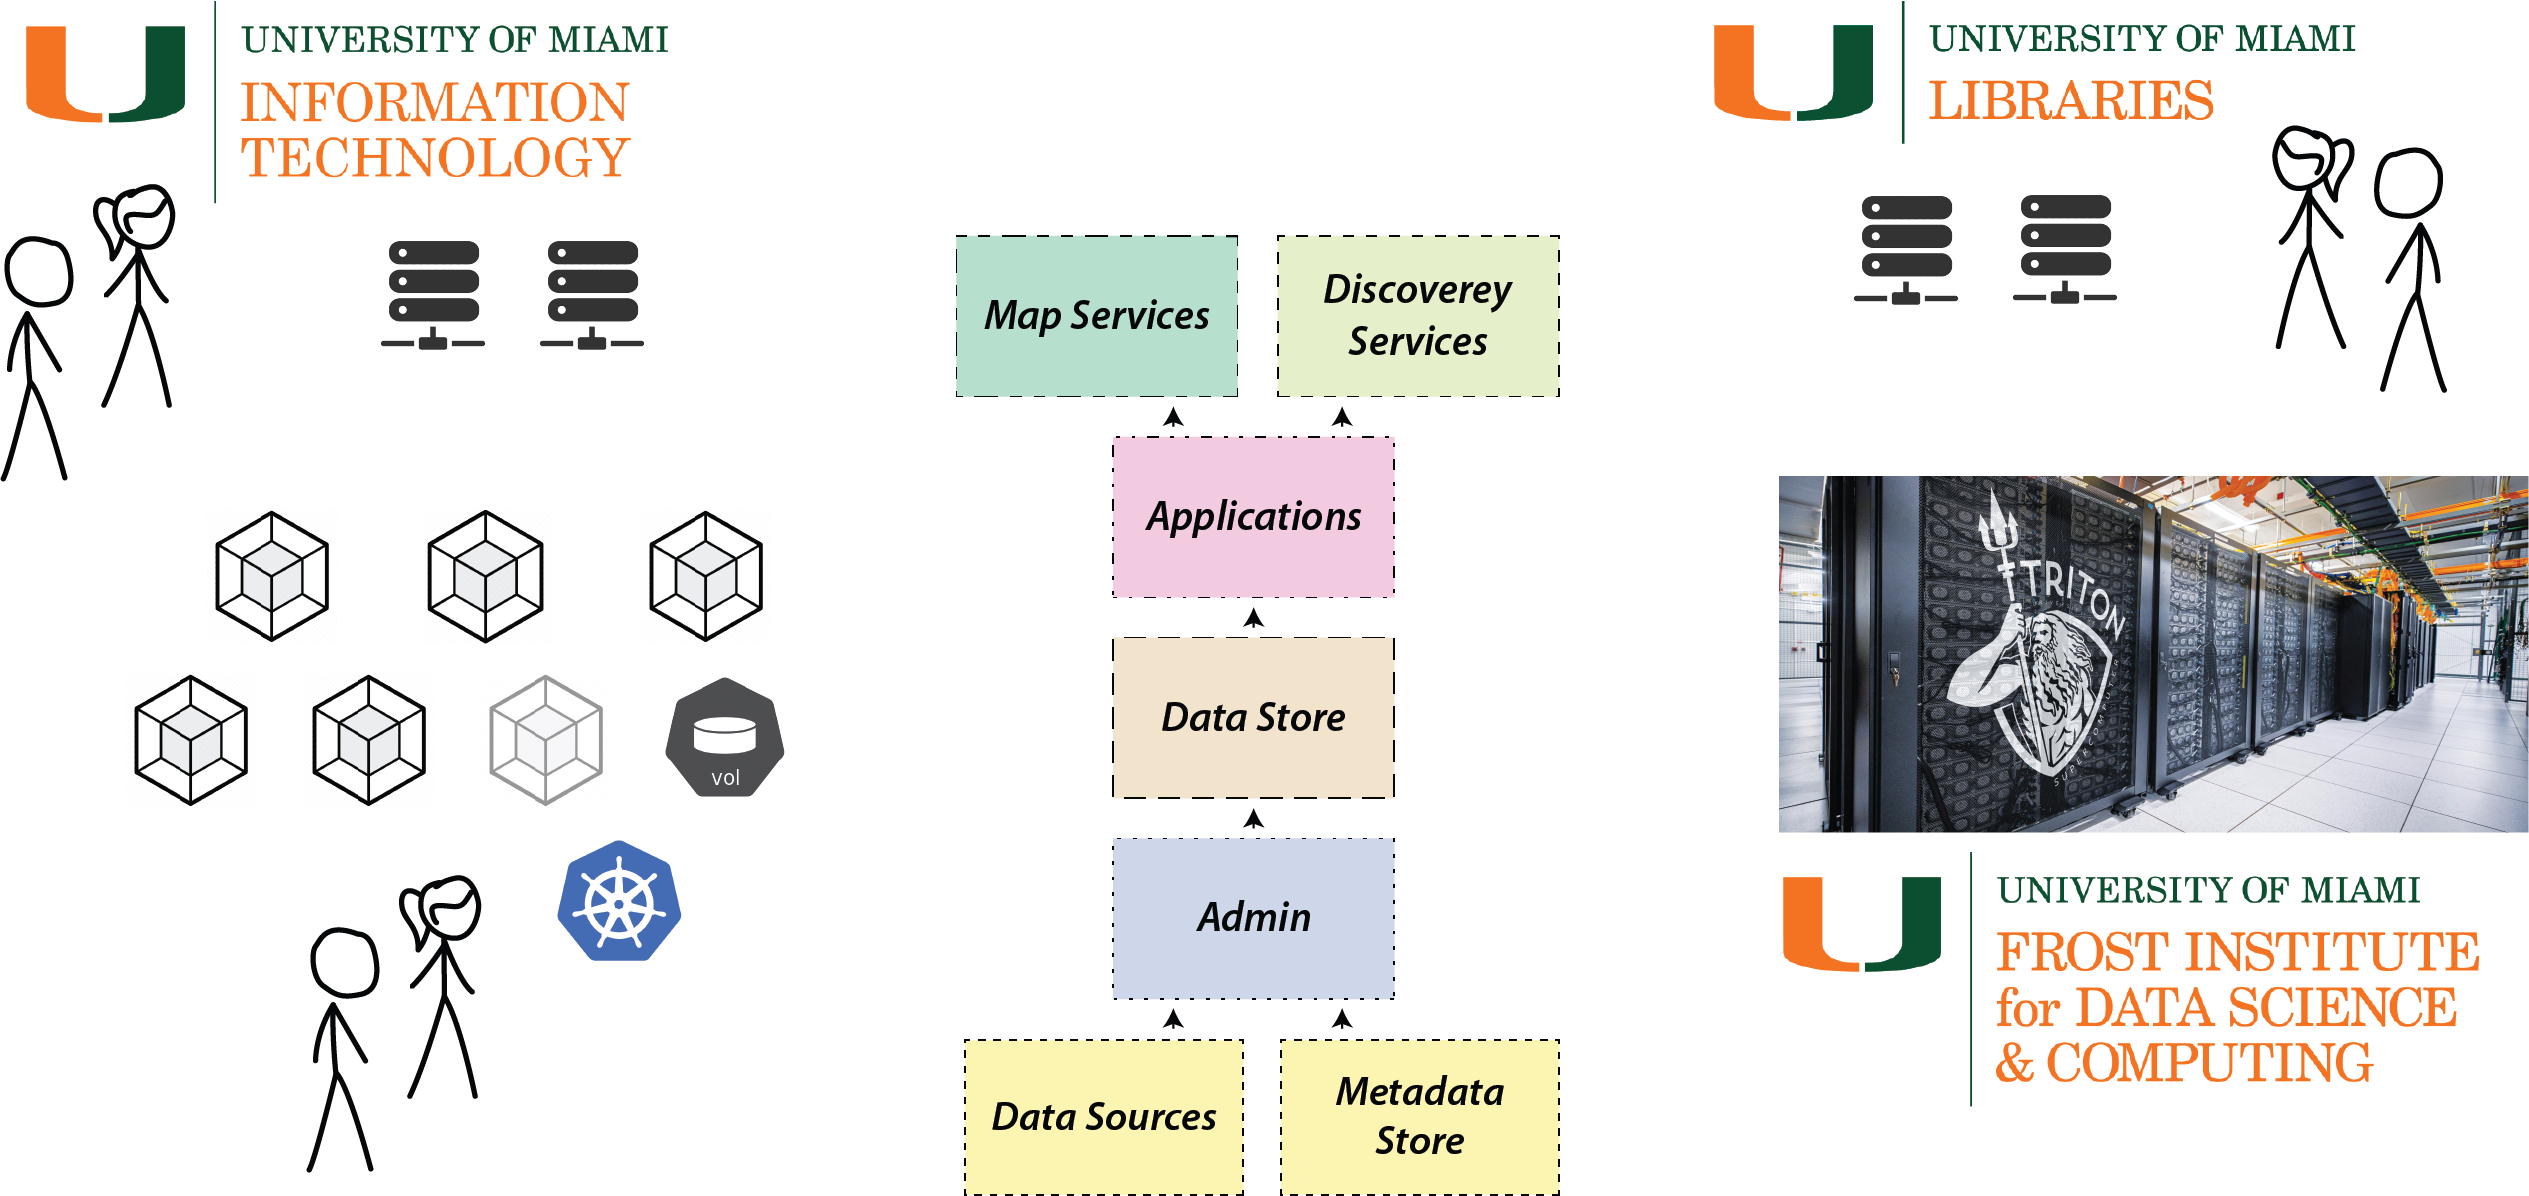 UNIVERSITY OF MIAMI
INFORMATION
TECHNOLOGY
UNIVERSITY OF MIAMI
LIBRARIES
Map Services
Discoverey
Services
Applications
Data Store
Admin
Data Sources
Metadata
Store
vol
TRITON
SUPERCOMPUTER
UNIVERSITY OF MIAMI
FROST INSTITUTE
for DATA SCIENCE
& COMPUTING